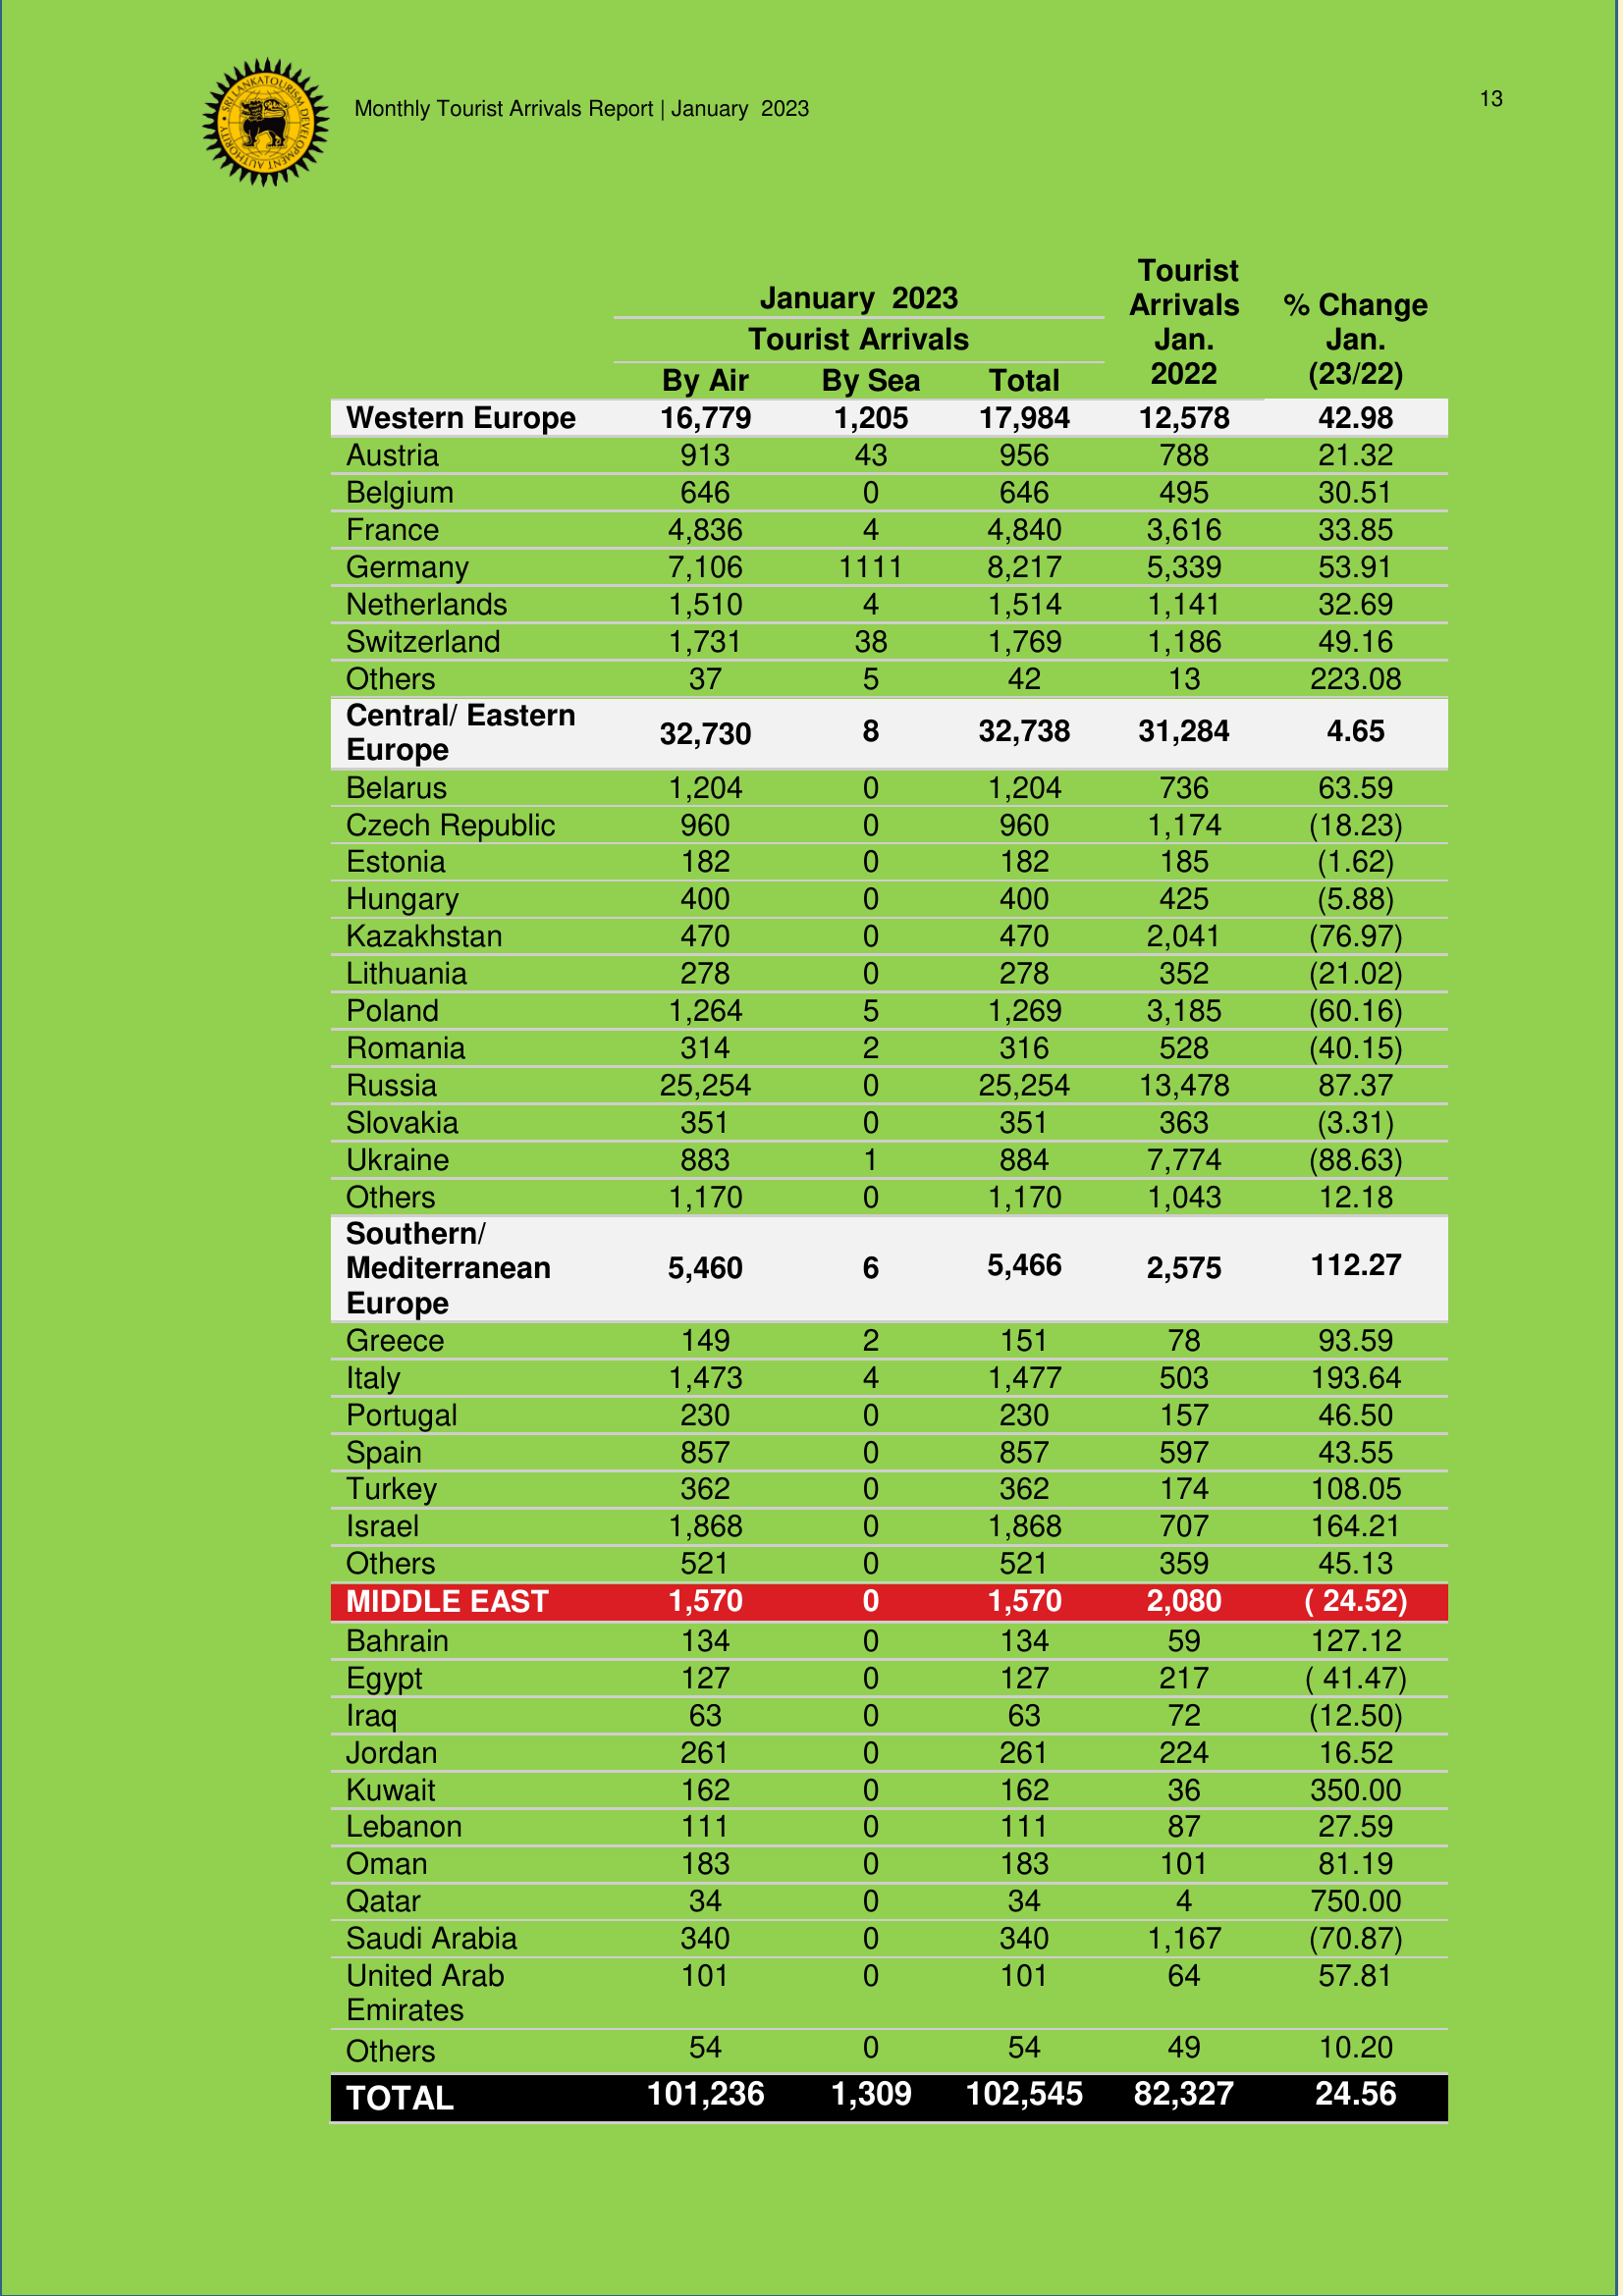 SRI LANKA TOURISM DEVELOPMENT AUTHORITY
Monthly Tourist Arrivals Report | January 2023
13
January 2023
Tourist Arrivals
Tourist
Arrivals
Jan.
2022
% Change
Jan.
(23/22)
By Air By Sea Total
Western Europe 16,779 1,205 17,984 12,578 42.98
Austria 913 43 956 788 21.32
Belgium 646 0 646 495 30.51
France 4,836 4 4,840 3,616 33.85
Germany 7,106 1111 8,217 5,339 53.91
Netherlands 1,510 4 1,514 1,141 32.69
Switzerland 1,731 38 1,769 1,186 49.16
Others 37 5 42 13 223.08
Central/ Eastern
Europe 32,730 8 32,738 31,284 4.65
Belarus 1,204 0 1,204 736 63.59
Czech Republic 960 0 960 1,174 (18.23)
Estonia 182 0 182 185 (1.62)
Hungary 400 0 400 425 (5.88)
Kazakhstan 470 0 470 2,041 (76.97)
Lithuania 278 0 278 352 (21.02)
Poland 1,264 5 1,269 3,185 (60.16)
Romania 314 2 316 528 (40.15)
Russia 25,254 0 25,254 13,478 87.37
Slovakia 351 0 351 363 (3.31)
Ukraine 883 1 884 7,774 (88.63)
Others 1,170 0 1,170 1,043 12.18
Southern/
Mediterranean 5,460 6 5,466 2,575 112.27
Europe
Greece 149 2 151 78 93.59
Italy 1,473 4 1,477 503 193.64
Portugal 230 0 230 157 46.50
Spain 857 0 857 597 43.55
Turkey 362 0 362 174 108.05
Israel 1,868 0 1,868 707 164.21
Others 521 0 521 359 45.13
MIDDLE EAST 1,570 0 1,570 2,080 ( 24.52)
Bahrain 134 0 134 59 127.12
Egypt 127 0 127 217 ( 41.47)
Iraq 63 0 63 72 (12.50)
Jordan 261 0 261 224 16.52
Kuwait 162 0 162 36 350.00
Lebanon 111 0 111 87 27.59
Oman 183 0 183 101 81.19
Qatar 34 0 34 4 750.00
Saudi Arabia 340 0 340 1,167 (70.87)
United Arab 101 0 101 64 57.81
Emirates
Others 54 0 54 49 10.20
TOTAL 101,236 1,309 102,545 82,327 24.56